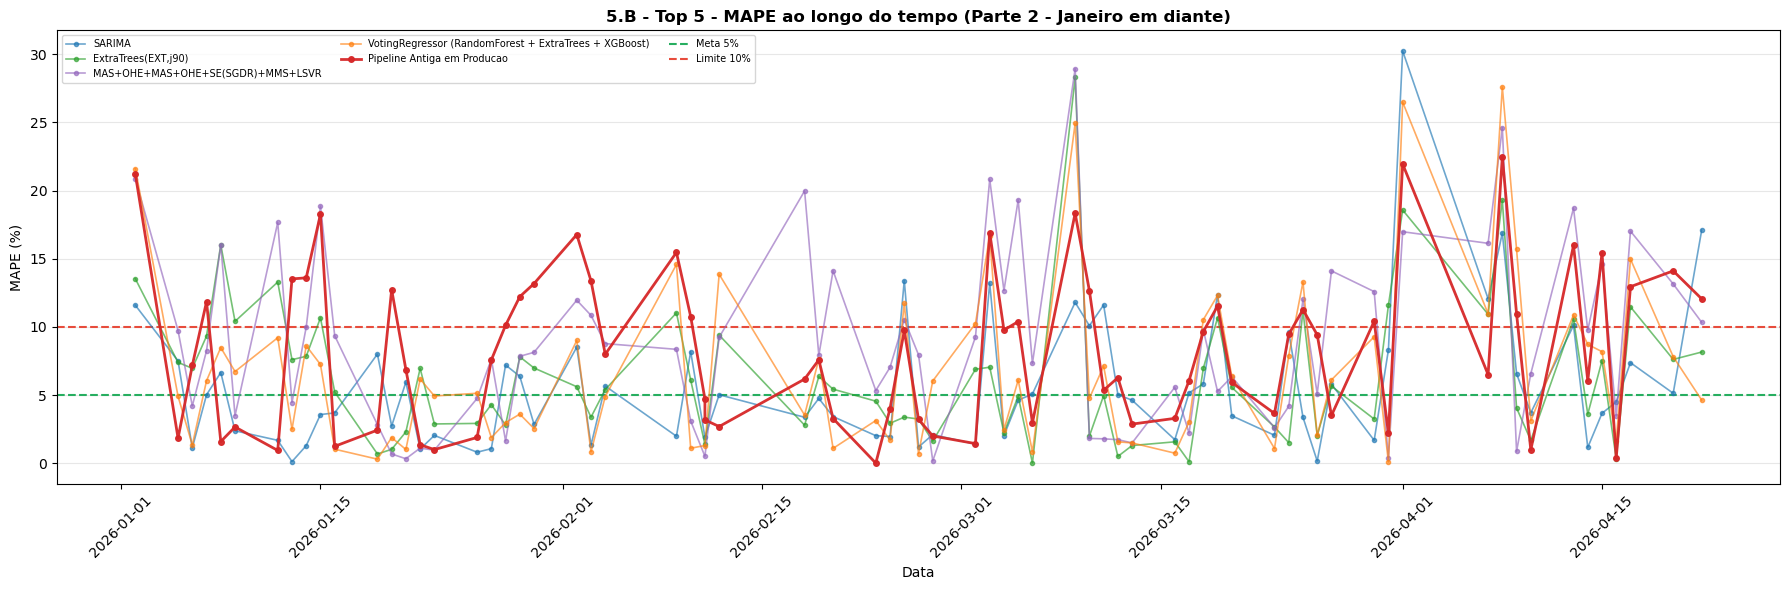 5.B - Top 5 - MAPE ao longo do tempo (Parte 2 - Janeiro em diante)
SARIMA
ExtraTrees(EXT,j90)
MAS+OHE+MAS+OHE+SE(SGDR)+MMS+LSVR
VotingRegressor (RandomForest + ExtraTrees + XGBoost)
Pipeline Antiga em Producao
Meta 5%
Limite 10%
MAPE (%)
30
25
20
15
10
5
0
2026-01-01
2026-01-15
2026-02-01
2026-02-15
2026-03-01
2026-03-15
2026-04-01
2026-04-15
Data